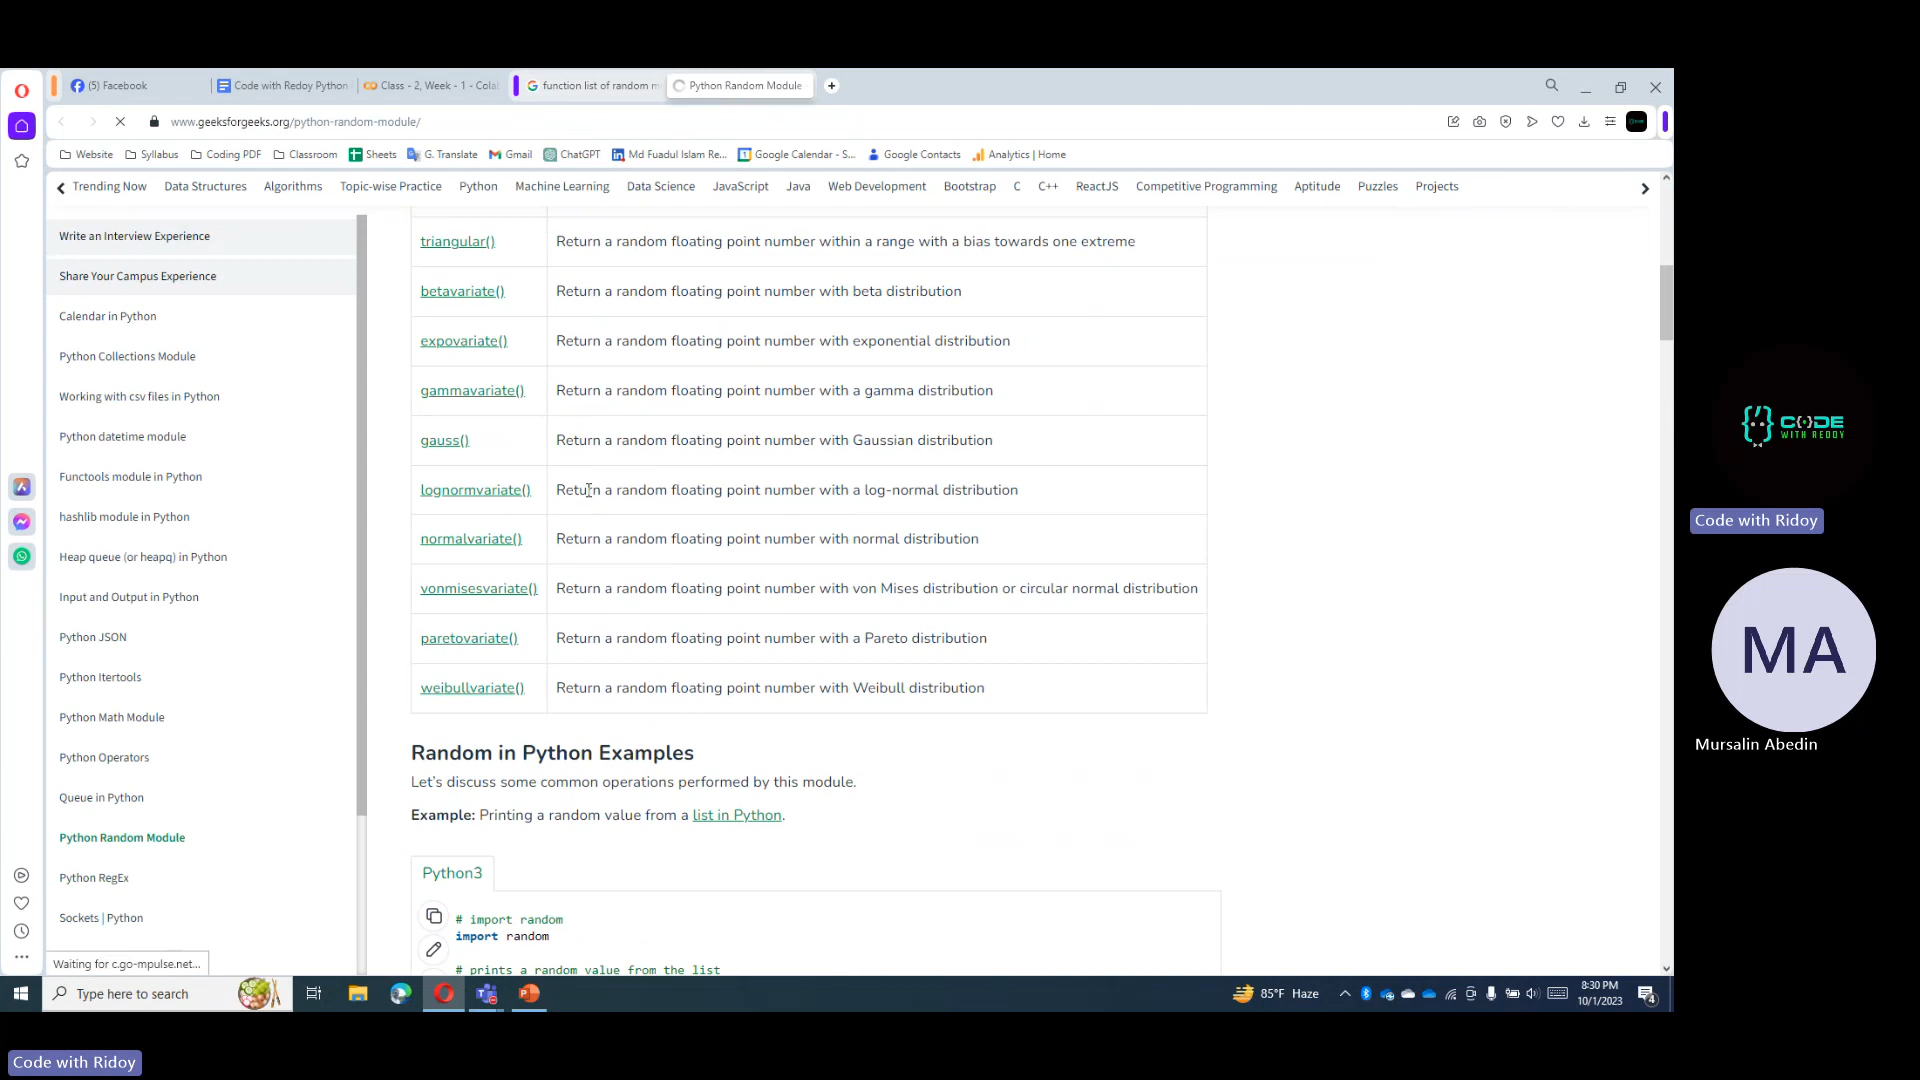 (5) Facebook
Code with Redoy Python
Class - 2, Week - 1 - Cola
function list of random m
Python Random Module
www.geeksforgeeks.org/python-random-module/
Website
Syllabus
Coding PDF
Classroom
Sheets
G. Translate
Gmail
ChatGPT
Md Fuadul Islam Re...
Google Calendar - S...
Google Contacts
Analytics | Home
Trending Now
Data Structures
Algorithms
Topic-wise Practice
Python
Machine Learning
Data Science
JavaScript
Java
Web Development
Bootstrap
C
C++
ReactJS
Competitive Programming
Aptitude
Puzzles
Projects
Write an Interview Experience
Share Your Campus Experience
Calendar in Python
Python Collections Module
Working with csv files in Python
Python datetime module
Functools module in Python
hashlib module in Python
Heap queue (or heapq) in Python
Input and Output in Python
Python JSON
Python Itertools
Python Math Module
Python Operators
Queue in Python
Python Random Module
Python RegEx
Sockets | Python
Waiting for c.go-mpulse.net...
triangular() Return a random floating point number within a range with a bias towards one extreme
betavariate() Return a random floating point number with beta distribution
expovariate() Return a random floating point number with exponential distribution
gammavariate() Return a random floating point number with a gamma distribution
gauss() Return a random floating point number with Gaussian distribution
lognormvariate() Return a random floating point number with a log-normal distribution
normalvariate() Return a random floating point number with normal distribution
vonmisesvariate() Return a random floating point number with von Mises distribution or circular normal distribution
paretovariate() Return a random floating point number with a Pareto distribution
weibullvariate() Return a random floating point number with Weibull distribution
Random in Python Examples
Let's discuss some common operations performed by this module.
Example: Printing a random value from a list in Python.
Python3
# import random
import random
# prints a random value from the list
CODE
WITH REDOY
Code with Ridoy
MA
Mursalin Abedin
Type here to search
85°F Haze
8:30 PM
10/1/2023
4
Code with Ridoy